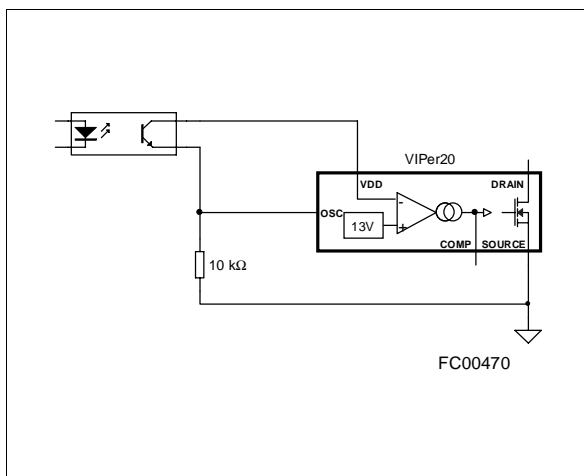 VIPer20
VDD
DRAIN
OSC
-
13V
+
COMP
SOURCE
10 kΩ
FC00470